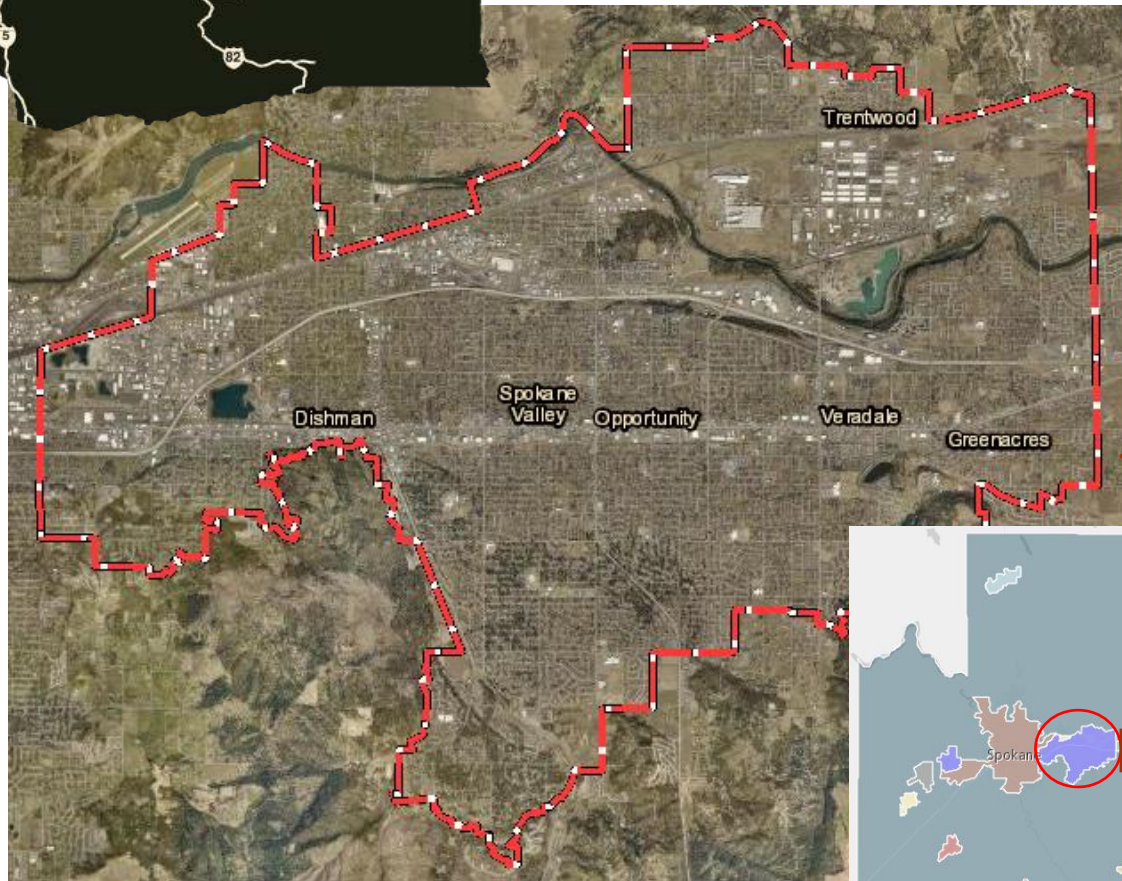 5
82
Trentwood
Spokane
Valley
Dishman
Opportunity
Veradale
Greenacres
Spokane